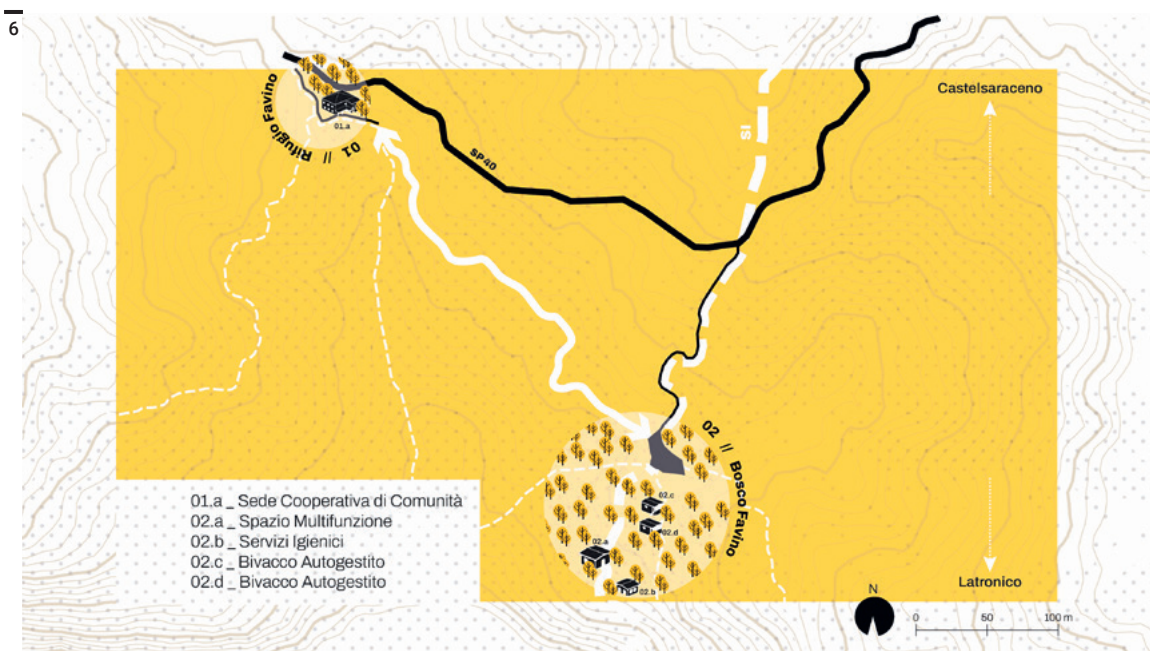 6
Castelsaraceno
SI
SP40
01.a
01 // Rifugio Favino
02 // Bosco Favino
02.c
02.d
02.a
02.b
01.a _ Sede Cooperativa di Comunità
02.a _ Spazio Multifunzione
02.b _ Servizi Igienici
02.c _ Bivacco Autogestito
02.d _ Bivacco Autogestito
Latronico
N
0 50 100 m